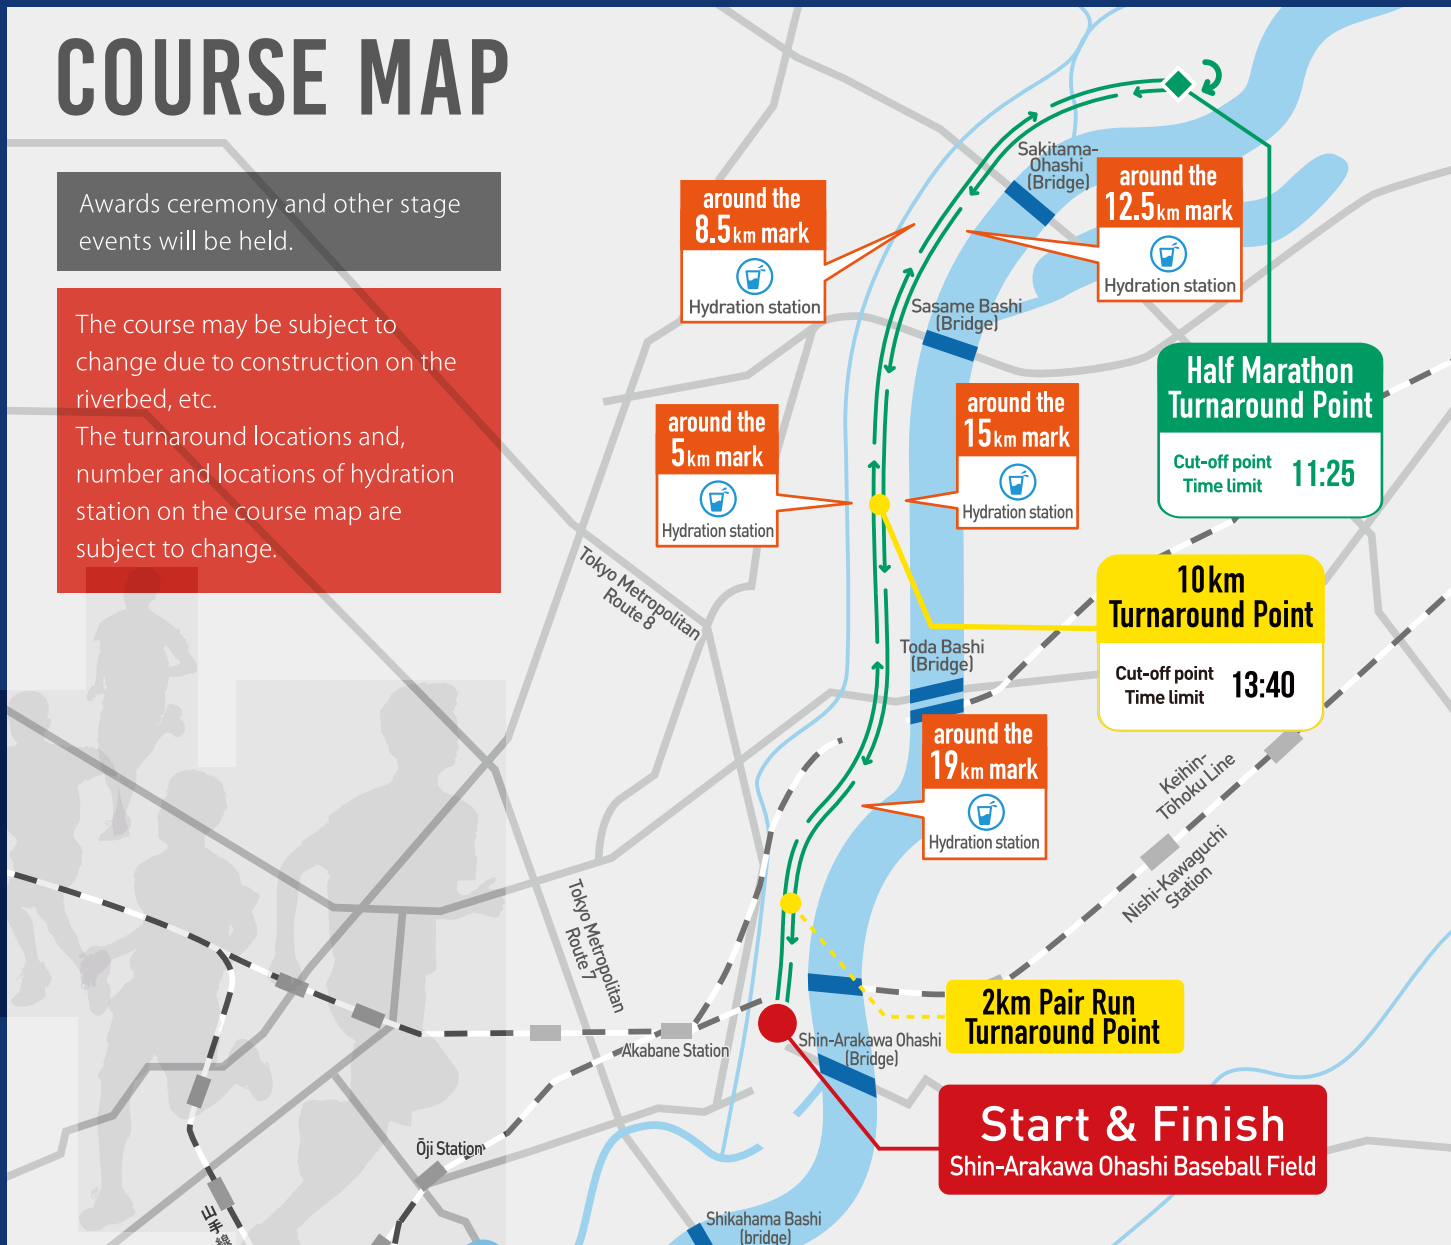 COURSE MAP
Awards ceremony and other stage
events will be held.
The course may be subject to
change due to construction on the
riverbed, etc.
The turnaround locations and,
number and locations of hydration
station on the course map are
subject to change.
Sakitama-
Ohashi
(Bridge)
around the
8.5km mark
Hydration station
around the
12.5km mark
Hydration station
Sasame Bashi
(Bridge)
Half Marathon
Turnaround Point
Cut-off point
Time limit
11:25
around the
5km mark
Hydration station
around the
15km mark
Hydration station
Tokyo Metropolitan
Route 8
10km
Turnaround Point
Cut-off point
Time limit
13:40
Toda Bashi
(Bridge)
around the
19km mark
Hydration station
Keihin-
Tōhoku Line
Nishi-Kawaguchi
Station
Tokyo Metropolitan
Route 7
2km Pair Run
Turnaround Point
Akabane Station
Shin-Arakawa Ohashi
(Bridge)
Start & Finish
Shin-Arakawa Ohashi Baseball Field
Ōji Station
山手線
Shikahama Bashi
(bridge)